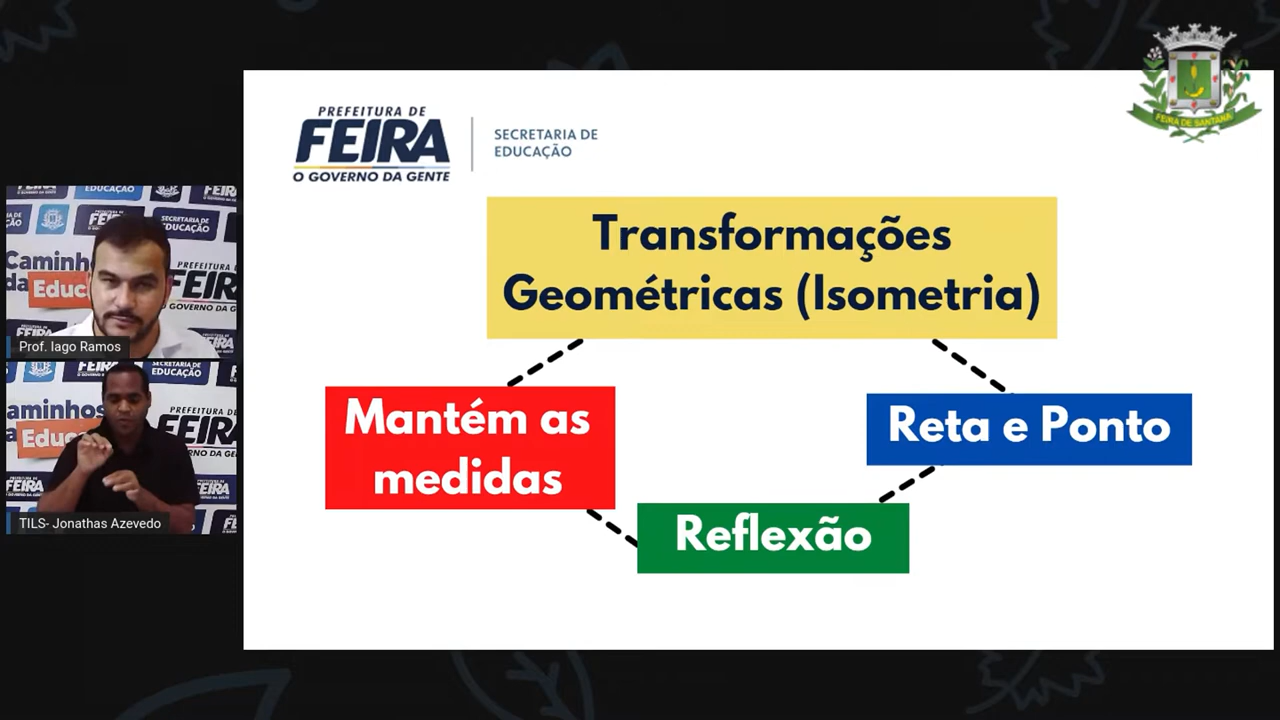 FEIRA DE SANTANA
PREFEITURA DE
FEIRA
O GOVERNO DA GENTE
SECRETARIA DE
EDUCAÇÃO
Transformações
Geométricas (Isometria)
Mantém as
medidas
Reta e Ponto
Reflexão
Prof. Iago Ramos
TILS- Jonathas Azevedo